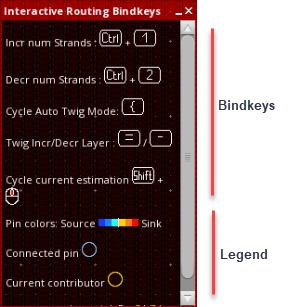 Interactive Routing Bindkeys
Incr num Strands : Ctrl + 1
Decr num Strands : Ctrl + 2
Cycle Auto Twig Mode: {
Twig Incr/Decr Layer : = / -
Cycle current estimation Shift +
Pin colors: Source Sink
Connected pin
Current contributor
Bindkeys
Legend